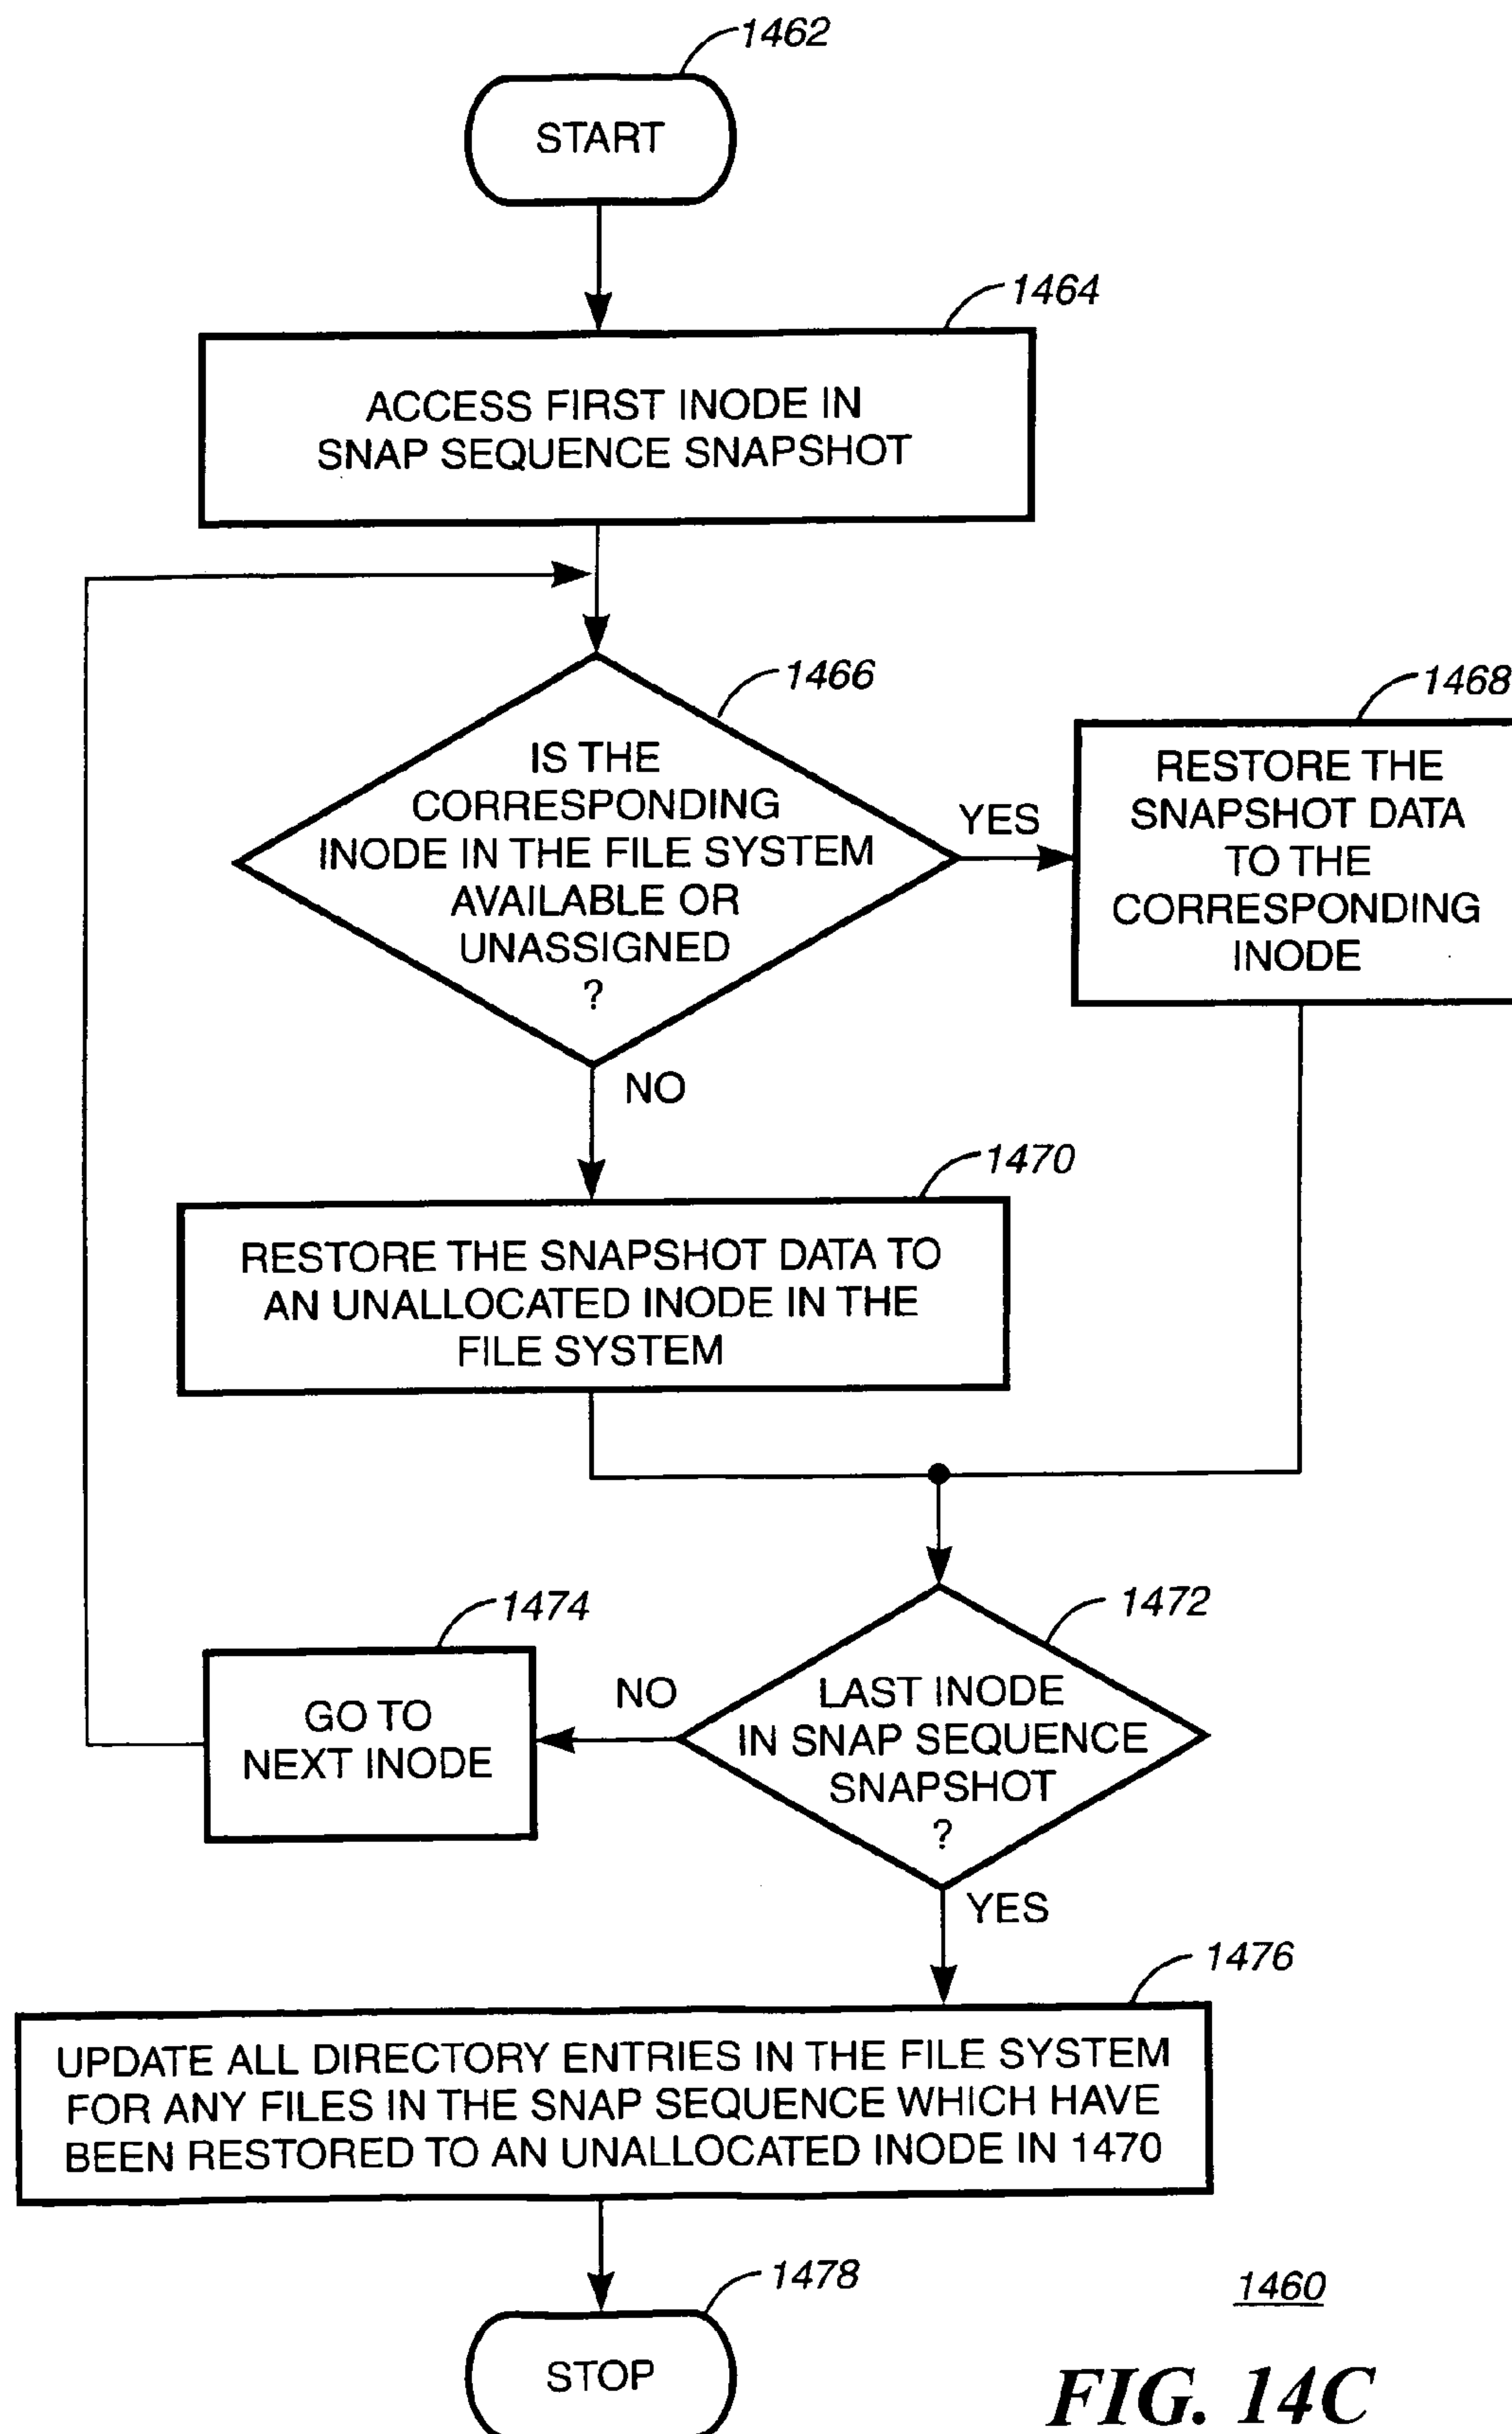 1462
START
1464
ACCESS FIRST INODE IN
SNAP SEQUENCE SNAPSHOT
1466
IS THE
CORRESPONDING
INODE IN THE FILE SYSTEM
AVAILABLE OR
UNASSIGNED
?
YES
1468
RESTORE THE
SNAPSHOT DATA
TO THE
CORRESPONDING
INODE
NO
1470
RESTORE THE SNAPSHOT DATA TO
AN UNALLOCATED INODE IN THE
FILE SYSTEM
1472
LAST INODE
IN SNAP SEQUENCE
SNAPSHOT
?
NO
1474
GO TO
NEXT INODE
YES
1476
UPDATE ALL DIRECTORY ENTRIES IN THE FILE SYSTEM
FOR ANY FILES IN THE SNAP SEQUENCE WHICH HAVE
BEEN RESTORED TO AN UNALLOCATED INODE IN 1470
1478
STOP
1460
FIG. 14C